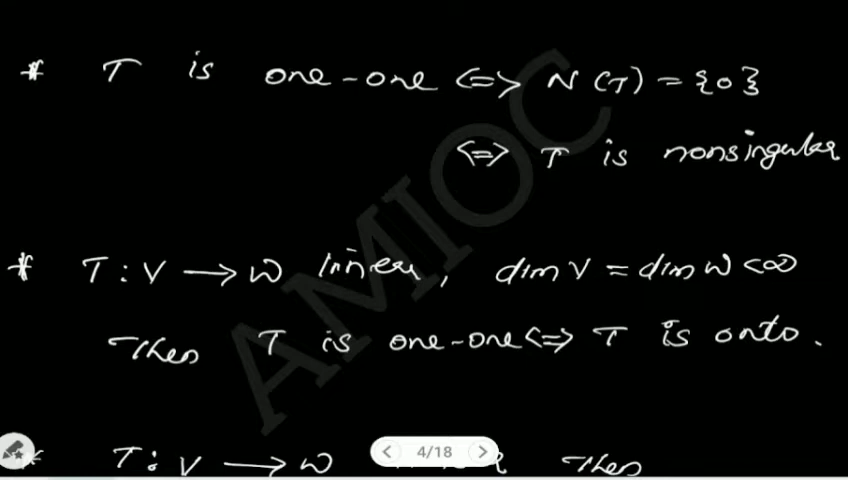 * T is one-one <=> N(T) = {0}
<=> T is nonsingular
* T : V → W linear, dim V = dim W < ∞
Then T is one-one <=> T is onto.
* T : V → W Then
4/18
AMIOC